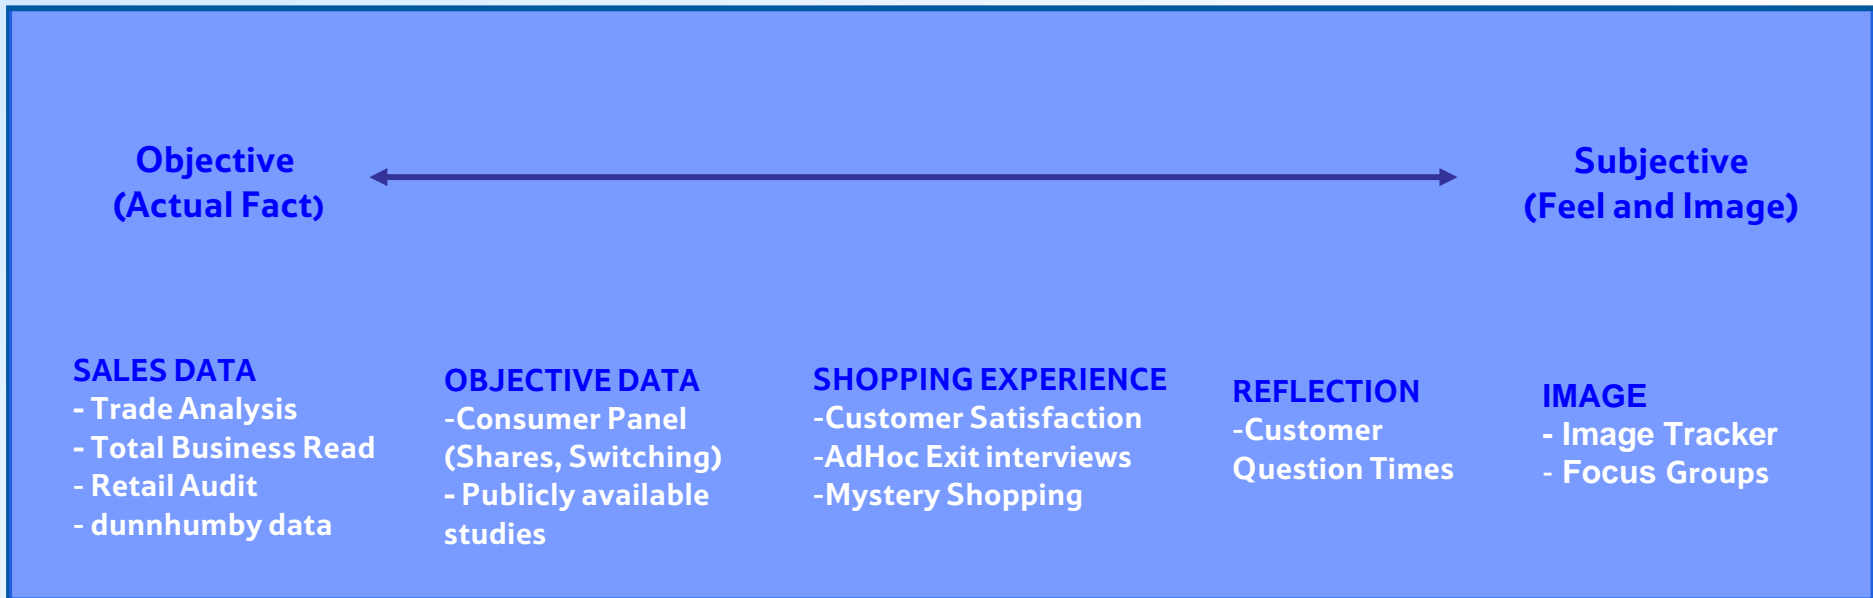 Objective
(Actual Fact)
Subjective
(Feel and Image)
SALES DATA
- Trade Analysis
- Total Business Read
- Retail Audit
- dunnhumby data
OBJECTIVE DATA
-Consumer Panel
(Shares, Switching)
- Publicly available
studies
SHOPPING EXPERIENCE
-Customer Satisfaction
-AdHoc Exit interviews
-Mystery Shopping
REFLECTION
-Customer
Question Times
IMAGE
- Image Tracker
- Focus Groups